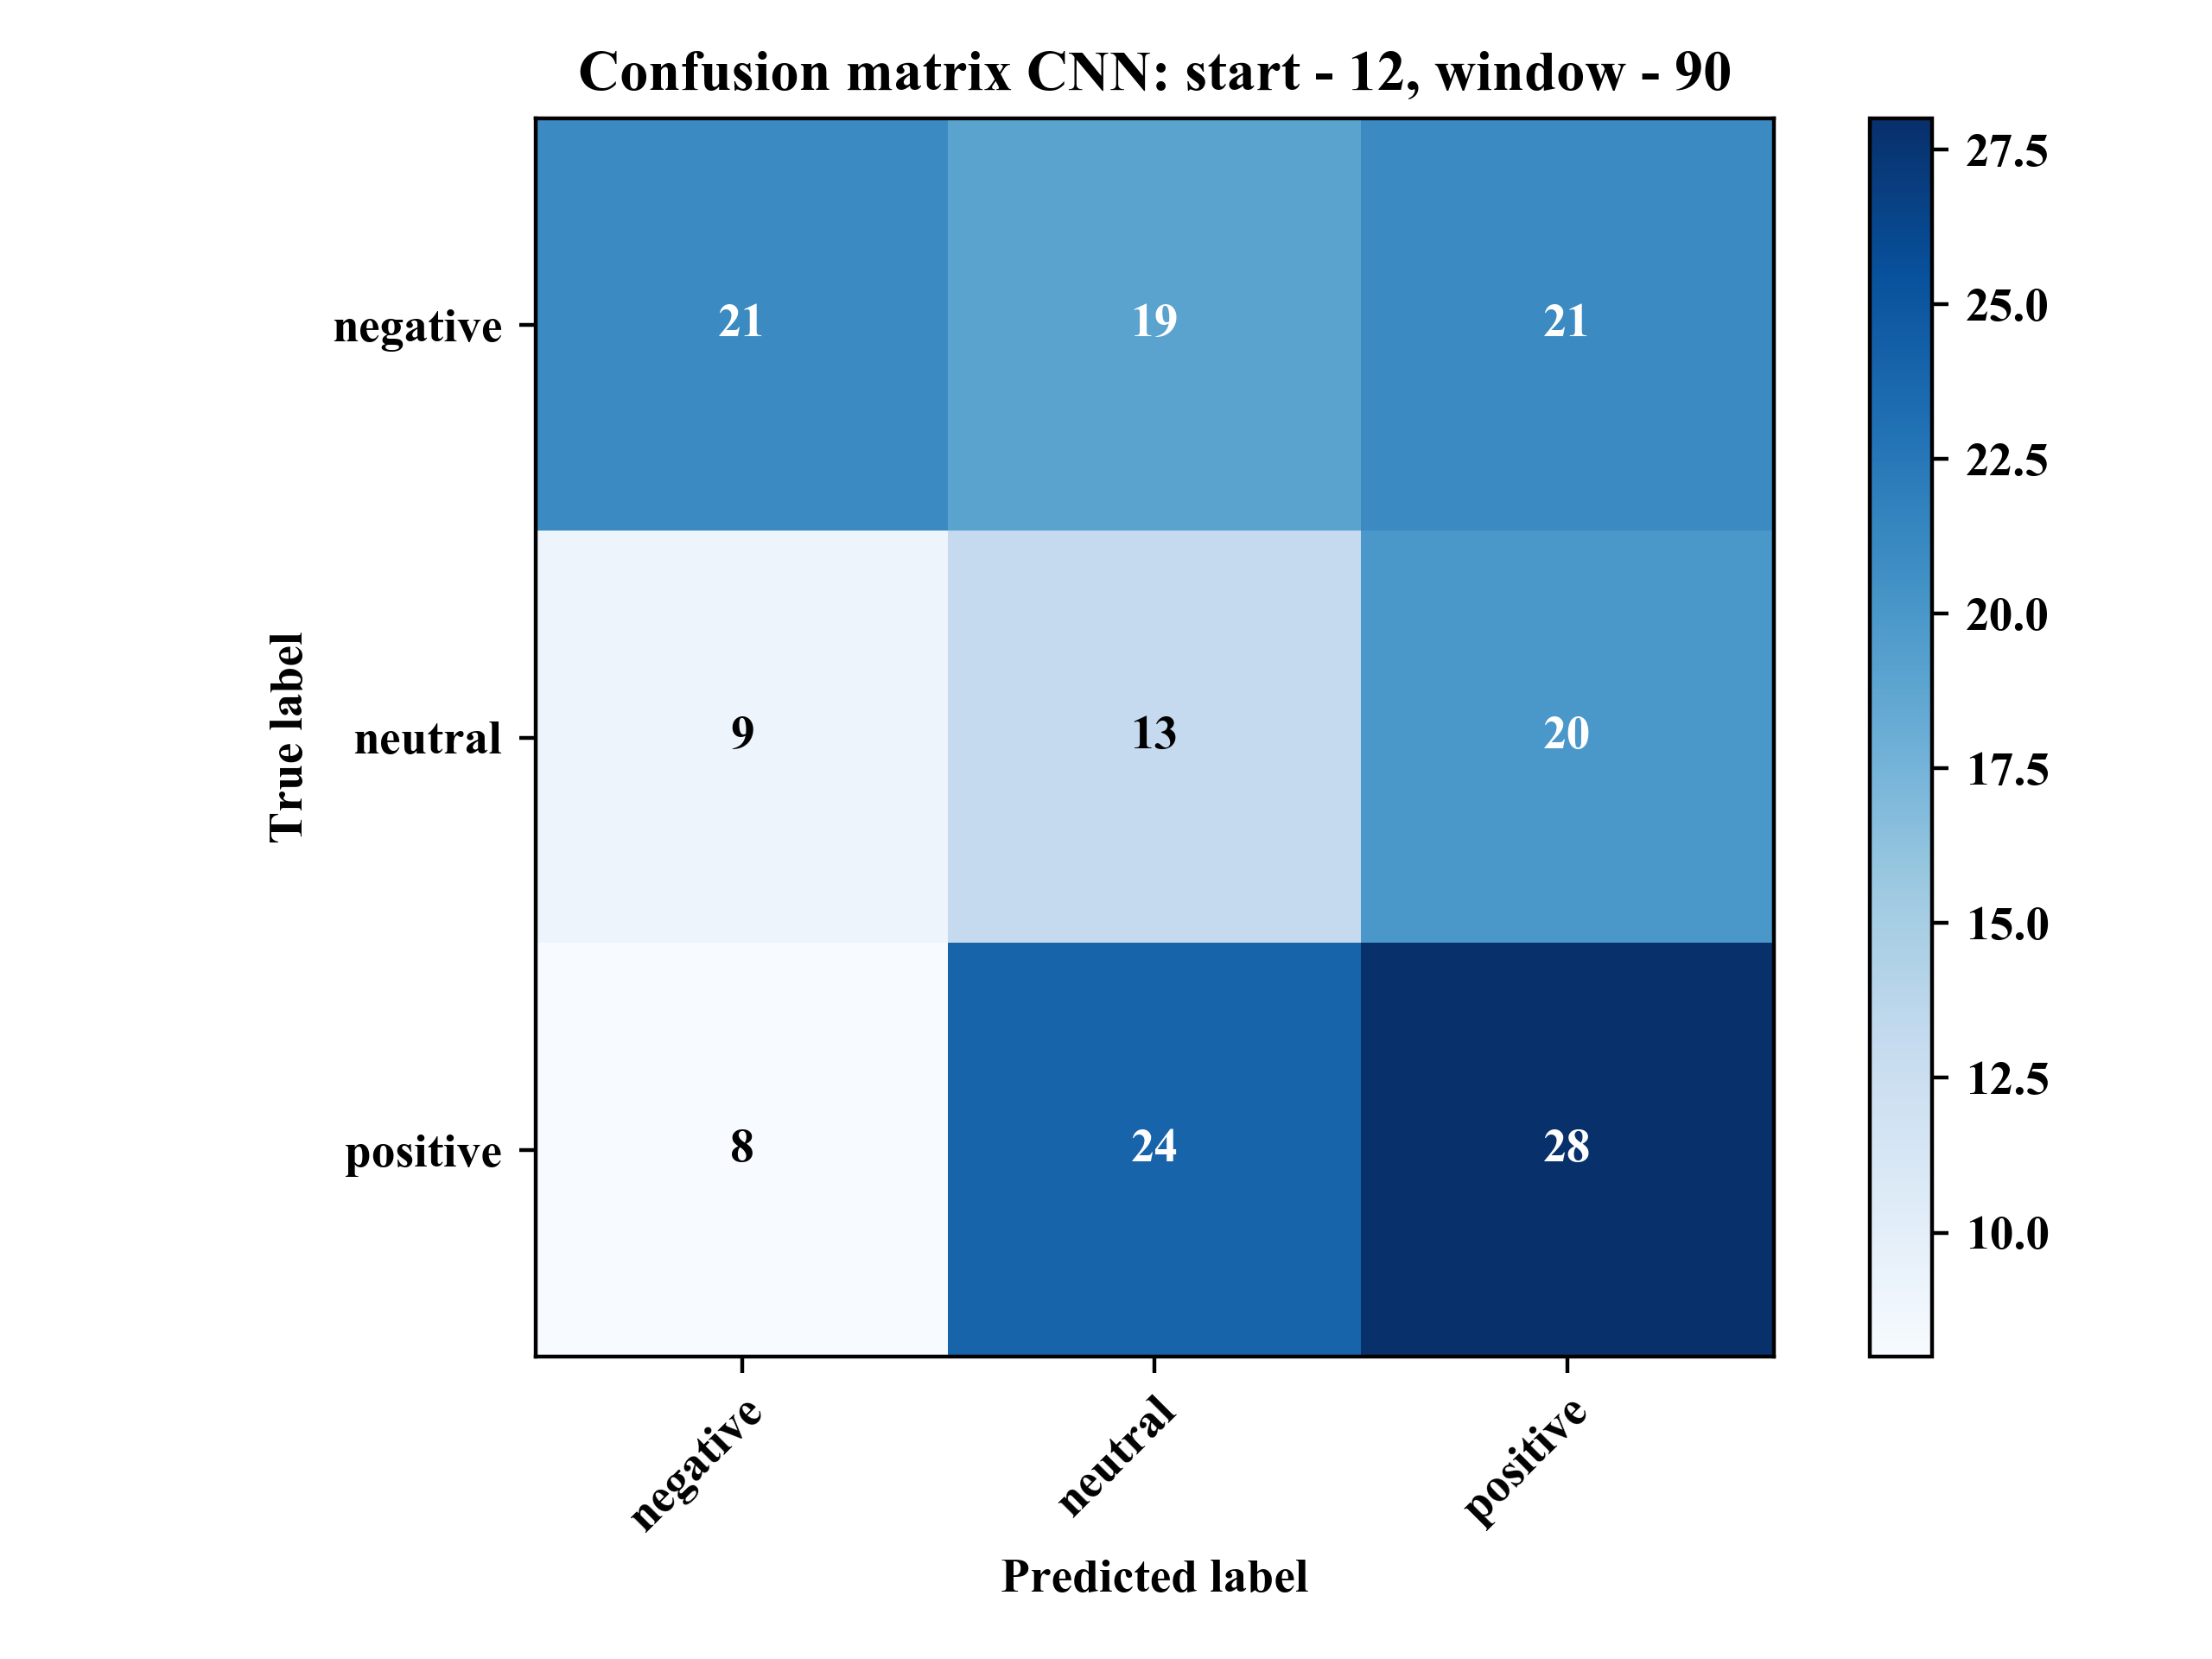 Confusion matrix CNN: start - 12, window - 90
True label
negative
neutral
positive
21 19 21
9 13 20
8 24 28
negative neutral positive
Predicted label
27.5
25.0
22.5
20.0
17.5
15.0
12.5
10.0